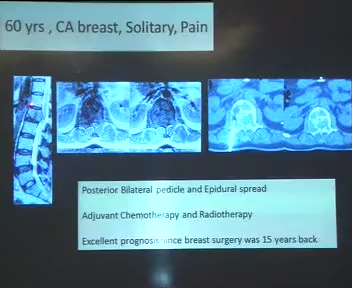 60 yrs , CA breast, Solitary, Pain
Posterior Bilateral pedicle and Epidural spread
Adjuvant Chemotherapy and Radiotherapy
Excellent prognosis since breast surgery was 15 years back